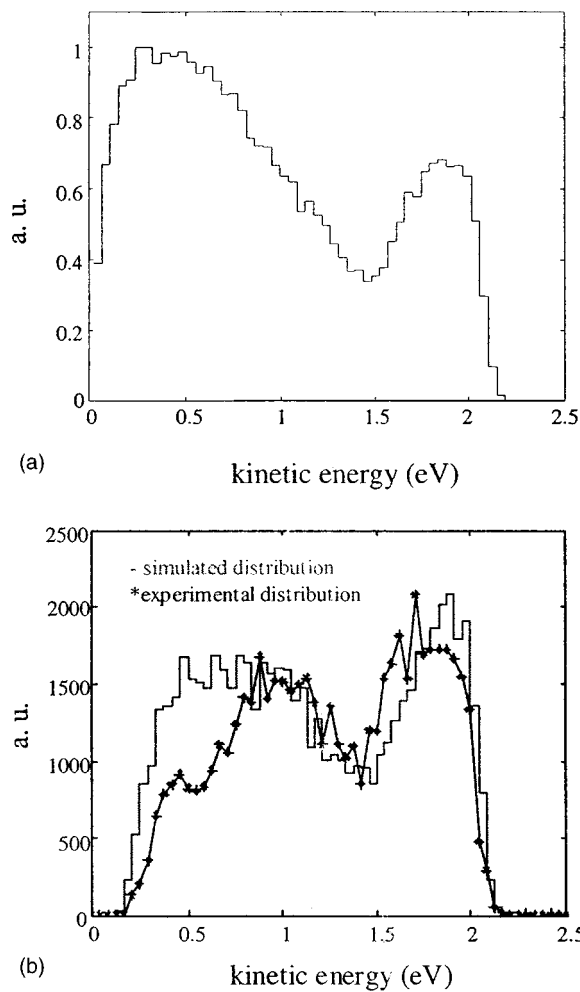 1
0.8
0.6
0.4
0.2
0
a. u.
0 0.5 1 1.5 2 2.5
(a)
kinetic energy (eV)
2500
2000
1500
1000
500
0
a. u.
- simulated distribution
*experimental distribution
0 0.5 1 1.5 2 2.5
(b)
kinetic energy (eV)